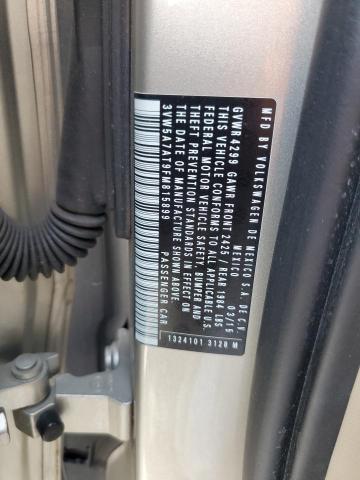 MFD BY VOLKSWAGEN DE MEXICO S.A. DE C.V
MEXICO 03/15
GVWR 4299 GAWR FRONT 2425 / REAR 1984 LBS
THIS VEHICLE CONFORMS TO ALL APPLICABLE U.S.
FEDERAL MOTOR VEHICLE SAFETY, BUMPER AND
THEFT PREVENTION STANDARDS IN EFFECT ON
THE DATE OF MANUFACTURE SHOWN ABOVE.
3VW5A7AT9FM815899 PASSENGER CAR
1324101 3128 M